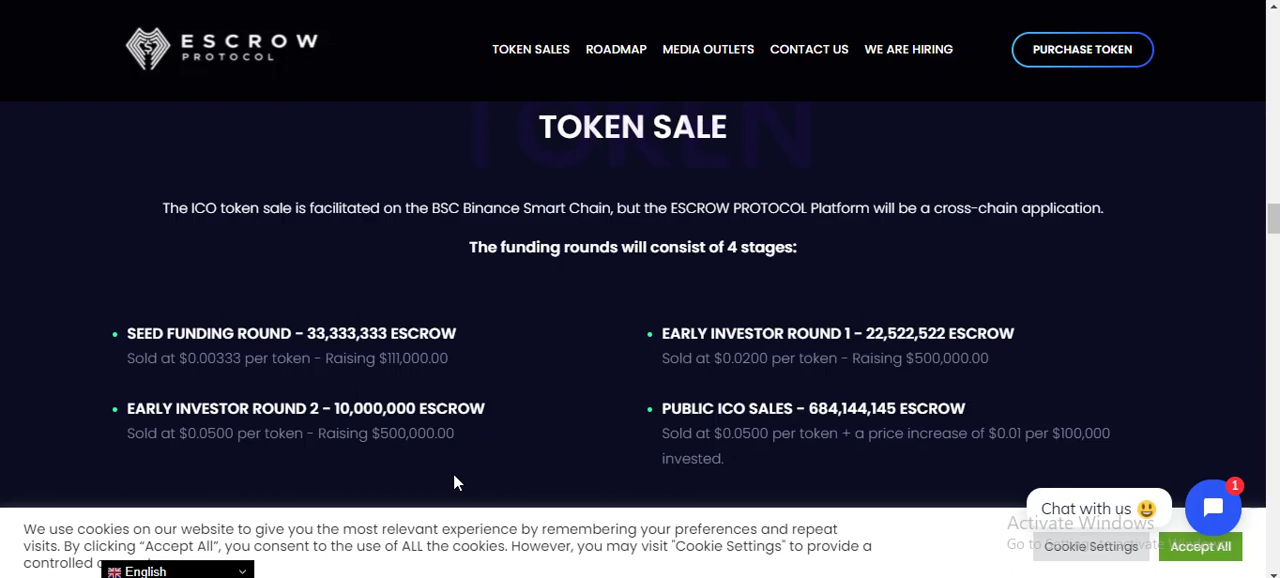 ESCROW
PROTOCOL
TOKEN SALES ROADMAP MEDIA OUTLETS CONTACT US WE ARE HIRING
PURCHASE TOKEN
TOKEN
TOKEN SALE
The ICO token sale is facilitated on the BSC Binance Smart Chain, but the ESCROW PROTOCOL Platform will be a cross-chain application.
The funding rounds will consist of 4 stages:
SEED FUNDING ROUND - 33,333,333 ESCROW
Sold at $0.00333 per token - Raising $111,000.00
EARLY INVESTOR ROUND 1 - 22,522,522 ESCROW
Sold at $0.0200 per token - Raising $500,000.00
EARLY INVESTOR ROUND 2 - 10,000,000 ESCROW
Sold at $0.0500 per token - Raising $500,000.00
PUBLIC ICO SALES - 684,144,145 ESCROW
Sold at $0.0500 per token + a price increase of $0.01 per $100,000
invested.
1
Chat with us 😃
We use cookies on our website to give you the most relevant experience by remembering your preferences and repeat
visits. By clicking “Accept All”, you consent to the use of ALL the cookies. However, you may visit "Cookie Settings" to provide a
controlled
Activate Windows
Go to Settings to activate Windows.
Cookie Settings
Accept All
English